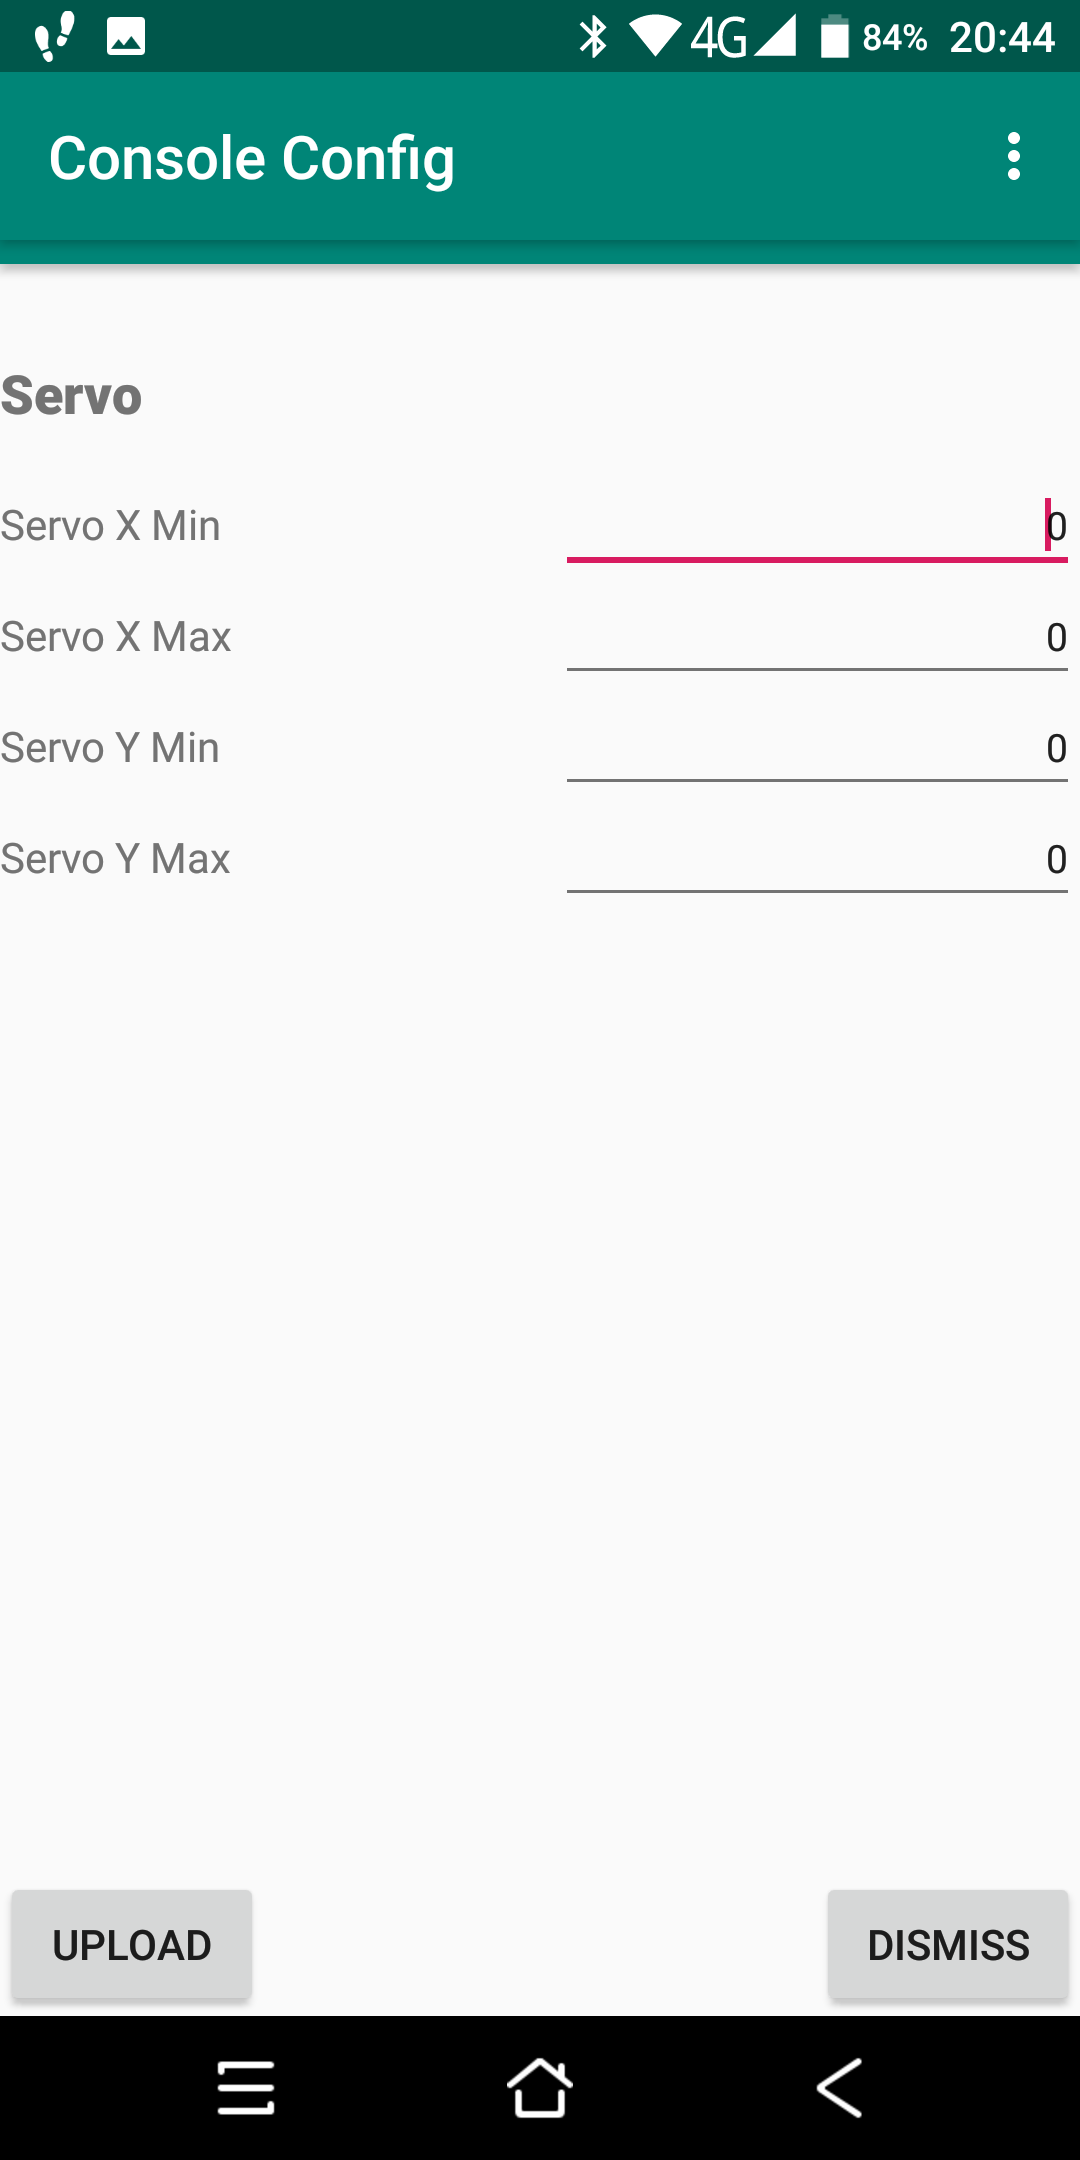 4G 84% 20:44
Console Config
Servo
Servo X Min 0
Servo X Max 0
Servo Y Min 0
Servo Y Max 0
UPLOAD DISMISS